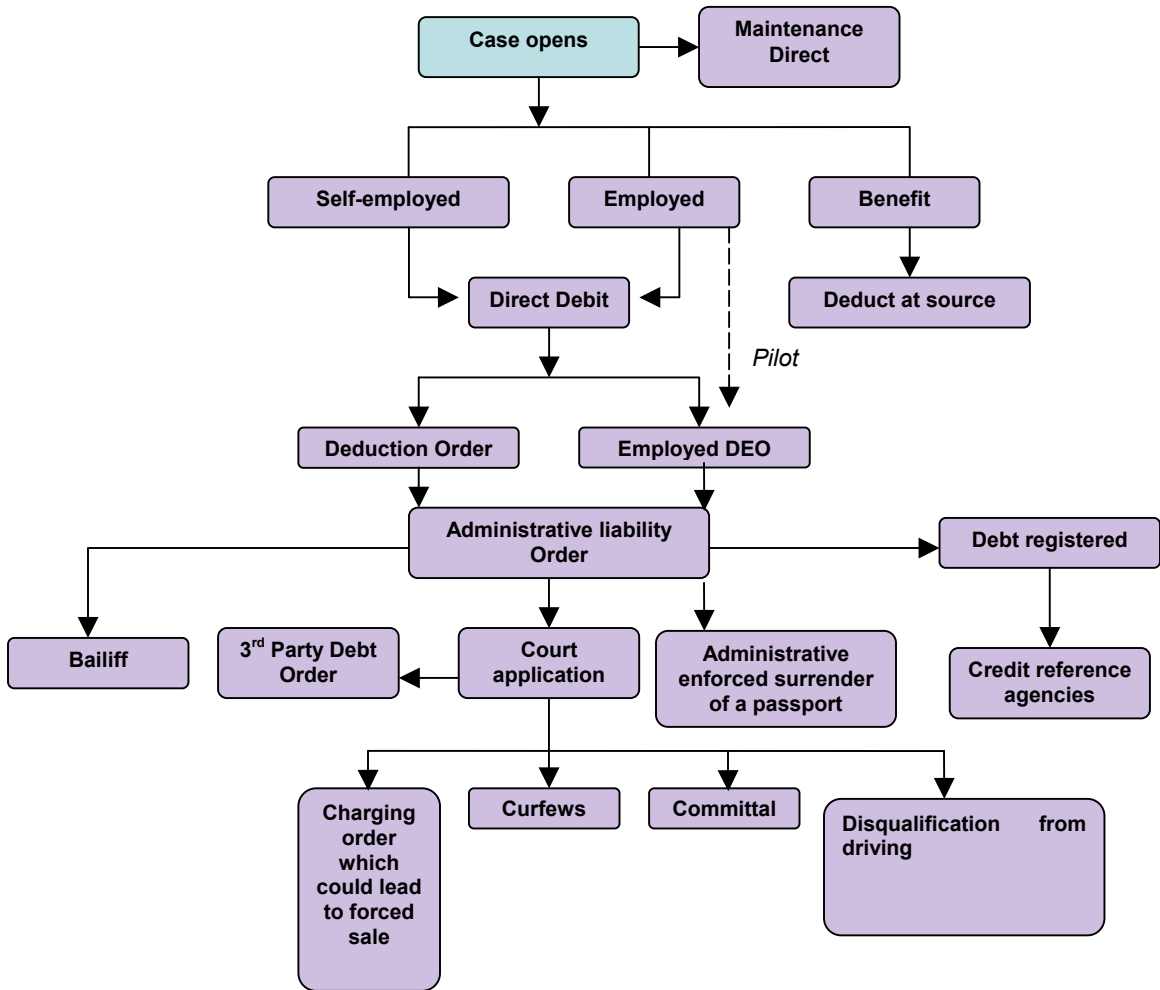 Case opens
Maintenance
Direct
Self-employed
Employed
Benefit
Direct Debit
Deduct at source
Pilot
Deduction Order
Employed DEO
Administrative liability
Order
Debt registered
Bailiff
3rd Party Debt
Order
Court
application
Administrative
enforced surrender
of a passport
Credit reference
agencies
Charging
order
which
could lead
to forced
sale
Curfews
Committal
Disqualification from
driving